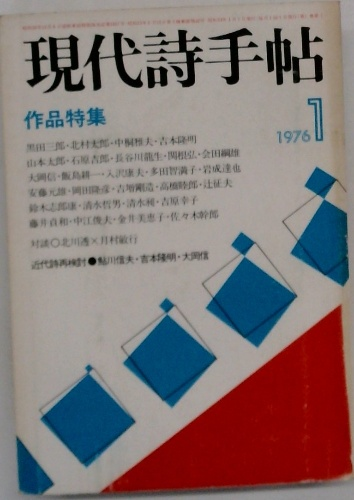 現代詩手帖
作品特集
1976 1
黒田三郎・北村太郎・中桐雅夫・吉本隆明
山本太郎・石原吉郎・長谷川龍生・関根弘・会田綱雄
大岡信・飯島耕一・入沢康夫・多田智満子・岩成達也
安藤元雄・岡田隆彦・吉増剛造・高橋睦郎・辻征夫
鈴木志郎康・清水哲男・清水昶・吉原幸子
藤井貞和・中江俊夫・金井美恵子・佐々木幹郎
対談〇北川透×月村敏行
近代詩再検討●鮎川信夫・吉本隆明・大岡信